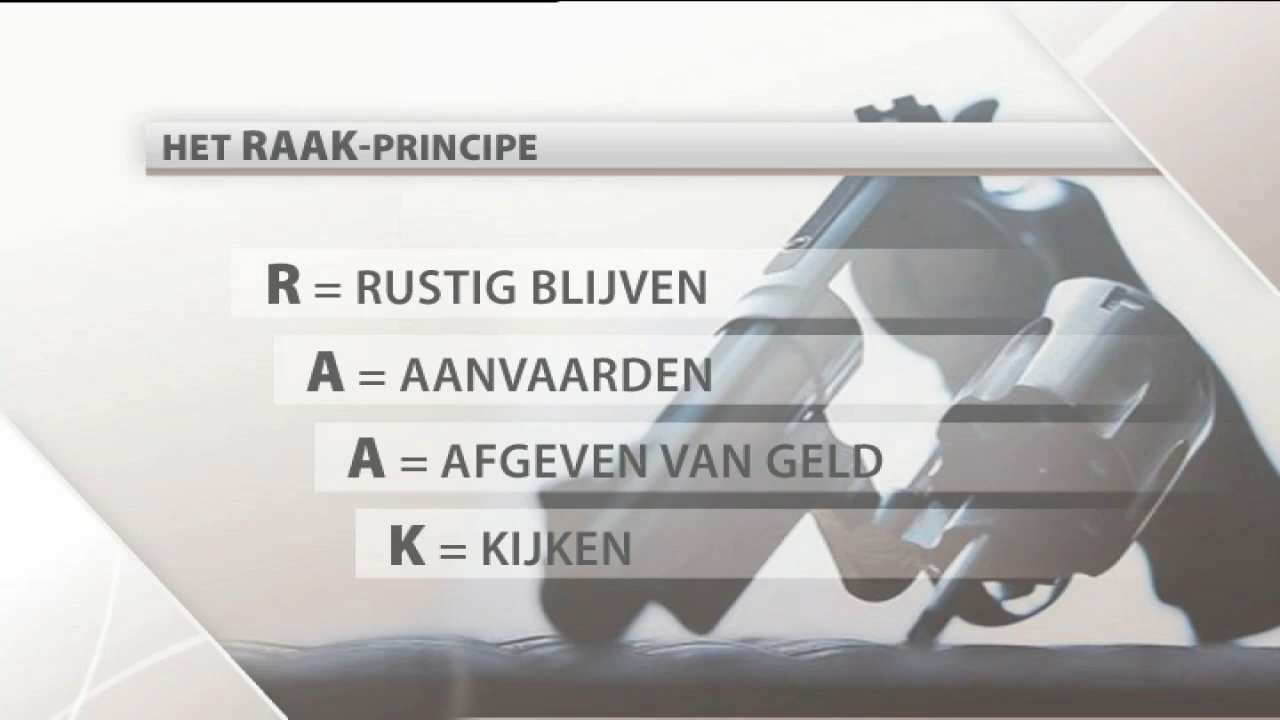 HET RAAK-PRINCIPE
R = RUSTIG BLIJVEN
A = AANVAARDEN
A = AFGEVEN VAN GELD
K = KIJKEN